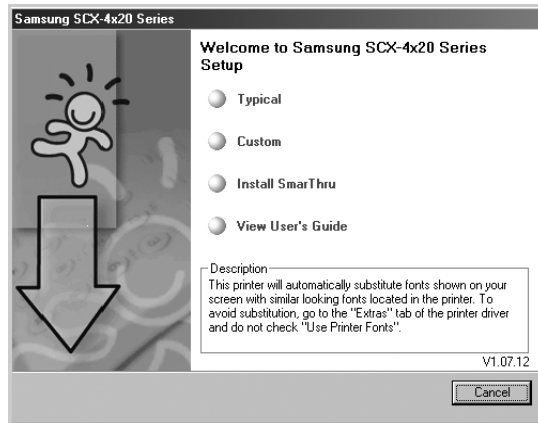 Samsung SCX-4x20 Series
Welcome to Samsung SCX-4x20 Series
Setup
Typical
Custom
Install SmarThru
View User's Guide
Description
This printer will automatically substitute fonts shown on your
screen with similar looking fonts located in the printer. To
avoid substitution, go to the "Extras" tab of the printer driver
and do not check "Use Printer Fonts".
V1.07.12
Cancel